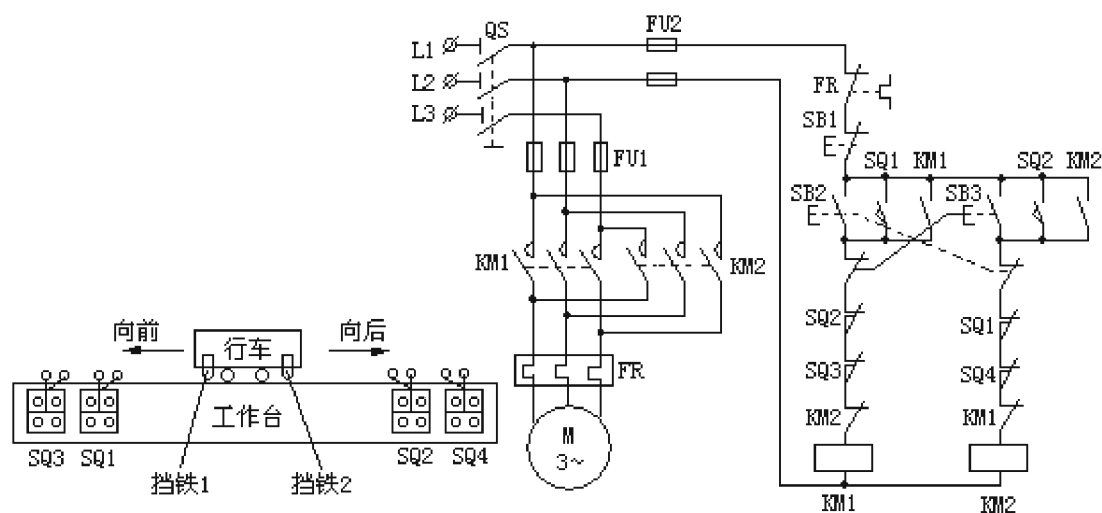 QS
FU2
L1
L2
L3
FR
SB1
FU1
SQ1
KM1
SQ2
KM2
SB2
SB3
KM1
KM2
SQ2
SQ1
向前
向后
行车
SQ3
SQ4
FR
工作台
KM2
KM1
M
3~
SQ3
SQ1
SQ2
SQ4
挡铁1
挡铁2
KM1
KM2